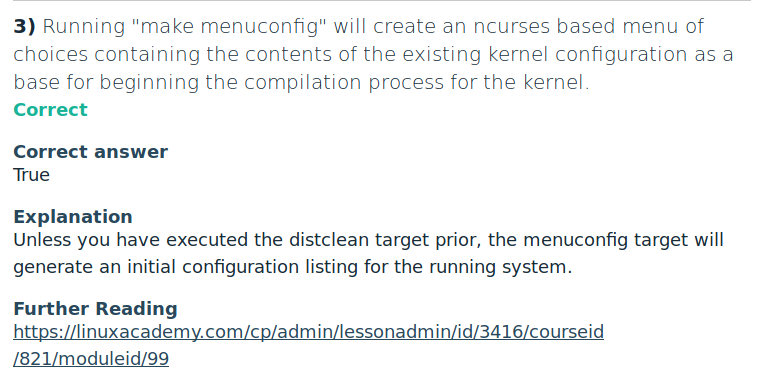 3) Running "make menuconfig" will create an ncurses based menu of
choices containing the contents of the existing kernel configuration as a
base for beginning the compilation process for the kernel.
Correct
Correct answer
True
Explanation
Unless you have executed the distclean target prior, the menuconfig target will
generate an initial configuration listing for the running system.
Further Reading
https://linuxacademy.com/cp/admin/lessonadmin/id/3416/courseid
/821/moduleid/99